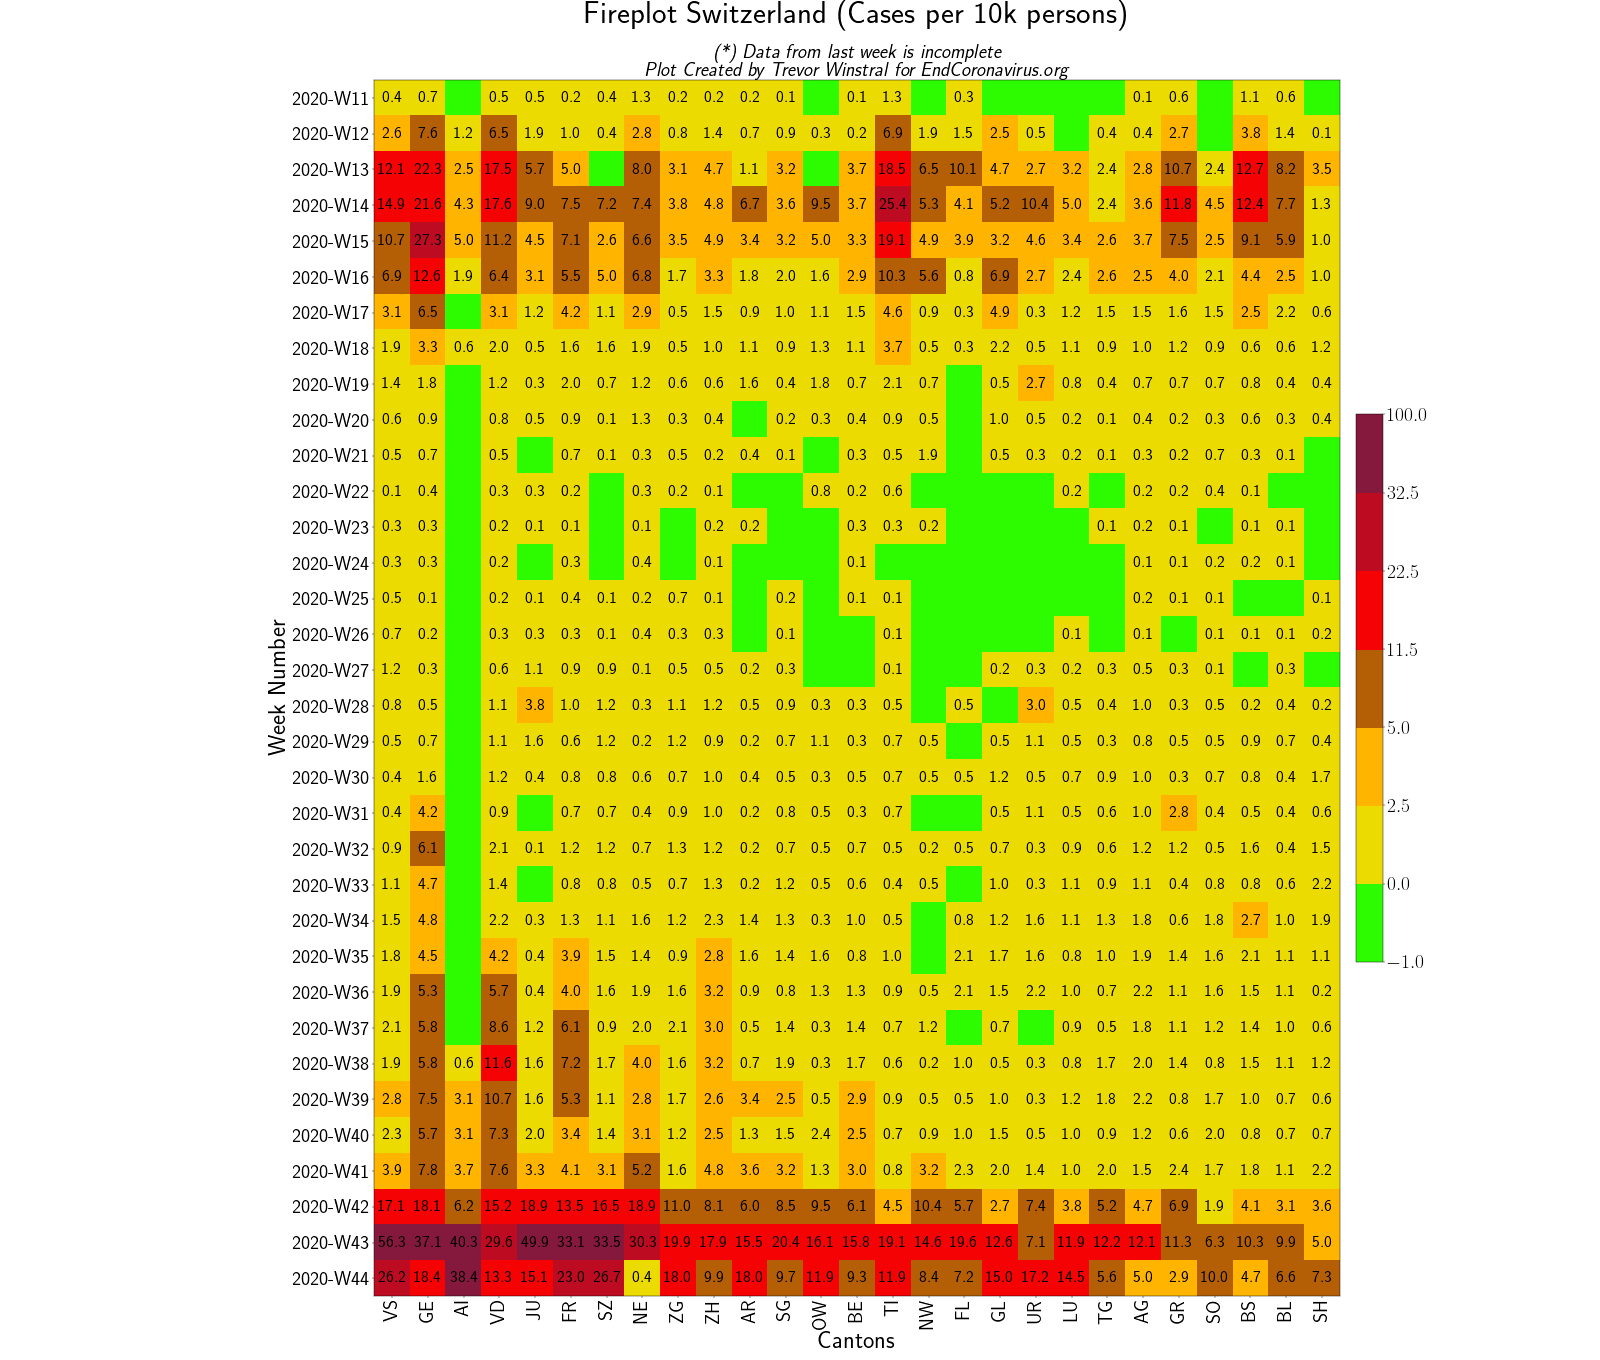 Fireplot Switzerland (Cases per 10k persons)
(*) Data from last week is incomplete
Plot Created by Trevor Winstral for EndCoronavirus.org
2020-W11 0.4 0.7 0.5 0.5 0.2 0.4 1.3 0.2 0.2 0.2 0.1 0.1 1.3 0.3 0.1 0.6 1.1 0.6
2020-W12 2.6 7.6 1.2 6.5 1.9 1.0 0.4 2.8 0.8 1.4 0.7 0.9 0.3 0.2 6.9 1.9 1.5 2.5 0.5 0.4 0.4 2.7 3.8 1.4 0.1
2020-W13 12.1 22.3 2.5 17.5 5.7 5.0 8.0 3.1 4.7 1.1 3.2 3.7 18.5 6.5 10.1 4.7 2.7 3.2 2.4 2.8 10.7 2.4 12.7 8.2 3.5
2020-W14 14.9 21.6 4.3 17.6 9.0 7.5 7.2 7.4 3.8 4.8 6.7 3.6 9.5 3.7 25.4 5.3 4.1 5.2 10.4 5.0 2.4 3.6 11.8 4.5 12.4 7.7 1.3
2020-W15 10.7 27.3 5.0 11.2 4.5 7.1 2.6 6.6 3.5 4.9 3.4 3.2 5.0 3.3 19.1 4.9 3.9 3.2 4.6 3.4 2.6 3.7 7.5 2.5 9.1 5.9 1.0
2020-W16 6.9 12.6 1.9 6.4 3.1 5.5 5.0 6.8 1.7 3.3 1.8 2.0 1.6 2.9 10.3 5.6 0.8 6.9 2.7 2.4 2.6 2.5 4.0 2.1 4.4 2.5 1.0
2020-W17 3.1 6.5 3.1 1.2 4.2 1.1 2.9 0.5 1.5 0.9 1.0 1.1 1.5 4.6 0.9 0.3 4.9 0.3 1.2 1.5 1.5 1.6 1.5 2.5 2.2 0.6
2020-W18 1.9 3.3 0.6 2.0 0.5 1.6 1.6 1.9 0.5 1.0 1.1 0.9 1.3 1.1 3.7 0.5 0.3 2.2 0.5 1.1 0.9 1.0 1.2 0.9 0.6 0.6 1.2
2020-W19 1.4 1.8 1.2 0.3 2.0 0.7 1.2 0.6 0.6 1.6 0.4 1.8 0.7 2.1 0.7 0.5 2.7 0.8 0.4 0.7 0.7 0.7 0.8 0.4 0.4
2020-W20 0.6 0.9 0.8 0.5 0.9 0.1 1.3 0.3 0.4 0.2 0.3 0.4 0.9 0.5 1.0 0.5 0.2 0.1 0.4 0.2 0.3 0.6 0.3 0.4
2020-W21 0.5 0.7 0.5 0.7 0.1 0.3 0.5 0.2 0.4 0.1 0.3 0.5 1.9 0.5 0.3 0.2 0.1 0.3 0.2 0.7 0.3 0.1
2020-W22 0.1 0.4 0.3 0.3 0.2 0.3 0.2 0.1 0.8 0.2 0.6 0.2 0.2 0.2 0.4 0.1
2020-W23 0.3 0.3 0.2 0.1 0.1 0.1 0.2 0.2 0.3 0.3 0.2 0.1 0.2 0.1 0.1 0.1
2020-W24 0.3 0.3 0.2 0.3 0.4 0.1 0.1 0.1 0.1 0.2 0.2 0.1
2020-W25 0.5 0.1 0.2 0.1 0.4 0.1 0.2 0.7 0.1 0.2 0.1 0.1 0.2 0.1 0.1 0.1
2020-W26 0.7 0.2 0.3 0.3 0.3 0.1 0.4 0.3 0.3 0.1 0.1 0.1 0.1 0.1 0.1 0.1 0.2
2020-W27 1.2 0.3 0.6 1.1 0.9 0.9 0.1 0.5 0.5 0.2 0.3 0.1 0.2 0.3 0.2 0.3 0.5 0.3 0.1 0.3
2020-W28 0.8 0.5 1.1 3.8 1.0 1.2 0.3 1.1 1.2 0.5 0.9 0.3 0.3 0.5 0.5 3.0 0.5 0.4 1.0 0.3 0.5 0.2 0.4 0.2
2020-W29 0.5 0.7 1.1 1.6 0.6 1.2 0.2 1.2 0.9 0.2 0.7 1.1 0.3 0.7 0.5 0.5 1.1 0.5 0.3 0.8 0.5 0.5 0.9 0.7 0.4
2020-W30 0.4 1.6 1.2 0.4 0.8 0.8 0.6 0.7 1.0 0.4 0.5 0.3 0.5 0.7 0.5 0.5 1.2 0.5 0.7 0.9 1.0 0.3 0.7 0.8 0.4 1.7
2020-W31 0.4 4.2 0.9 0.7 0.7 0.4 0.9 1.0 0.2 0.8 0.5 0.3 0.7 0.5 1.1 0.5 0.6 1.0 2.8 0.4 0.5 0.4 0.6
2020-W32 0.9 6.1 2.1 0.1 1.2 1.2 0.7 1.3 1.2 0.2 0.7 0.5 0.7 0.5 0.2 0.5 0.7 0.3 0.9 0.6 1.2 1.2 0.5 1.6 0.4 1.5
2020-W33 1.1 4.7 1.4 0.8 0.8 0.5 0.7 1.3 0.2 1.2 0.5 0.6 0.4 0.5 1.0 0.3 1.1 0.9 1.1 0.4 0.8 0.8 0.6 2.2
2020-W34 1.5 4.8 2.2 0.3 1.3 1.1 1.6 1.2 2.3 1.4 1.3 0.3 1.0 0.5 0.8 1.2 1.6 1.1 1.3 1.8 0.6 1.8 2.7 1.0 1.9
2020-W35 1.8 4.5 4.2 0.4 3.9 1.5 1.4 0.9 2.8 1.6 1.4 1.6 0.8 1.0 2.1 1.7 1.6 0.8 1.0 1.9 1.4 1.6 2.1 1.1 1.1
2020-W36 1.9 5.3 5.7 0.4 4.0 1.6 1.9 1.6 3.2 0.9 0.8 1.3 1.3 0.9 0.5 2.1 1.5 2.2 1.0 0.7 2.2 1.1 1.6 1.5 1.1 0.2
2020-W37 2.1 5.8 8.6 1.2 6.1 0.9 2.0 2.1 3.0 0.5 1.4 0.3 1.4 0.7 1.2 0.7 0.9 0.5 1.8 1.1 1.2 1.4 1.0 0.6
2020-W38 1.9 5.8 0.6 11.6 1.6 7.2 1.7 4.0 1.6 3.2 0.7 1.9 0.3 1.7 0.6 0.2 1.0 0.5 0.3 0.8 1.7 2.0 1.4 0.8 1.5 1.1 1.2
2020-W39 2.8 7.5 3.1 10.7 1.6 5.3 1.1 2.8 1.7 2.6 3.4 2.5 0.5 2.9 0.9 0.5 0.5 1.0 0.3 1.2 1.8 2.2 0.8 1.7 1.0 0.7 0.6
2020-W40 2.3 5.7 3.1 7.3 2.0 3.4 1.4 3.1 1.2 2.5 1.3 1.5 2.4 2.5 0.7 0.9 1.0 1.5 0.5 1.0 0.9 1.2 0.6 2.0 0.8 0.7 0.7
2020-W41 3.9 7.8 3.7 7.6 3.3 4.1 3.1 5.2 1.6 4.8 3.6 3.2 1.3 3.0 0.8 3.2 2.3 2.0 1.4 1.0 2.0 1.5 2.4 1.7 1.8 1.1 2.2
2020-W42 17.1 18.1 6.2 15.2 18.9 13.5 16.5 18.9 11.0 8.1 6.0 8.5 9.5 6.1 4.5 10.4 5.7 2.7 7.4 3.8 5.2 4.7 6.9 1.9 4.1 3.1 3.6
2020-W43 56.3 37.1 40.3 29.6 49.9 33.1 33.5 30.3 19.9 17.9 15.5 20.4 16.1 15.8 19.1 14.6 19.6 12.6 7.1 11.9 12.2 12.1 11.3 6.3 10.3 9.9 5.0
2020-W44 26.2 18.4 38.4 13.3 15.1 23.0 26.7 0.4 18.0 9.9 18.0 9.7 11.9 9.3 11.9 8.4 7.2 15.0 17.2 14.5 5.6 5.0 2.9 10.0 4.7 6.6 7.3
VS GE AI VD JU FR SZ NE ZG ZH AR SG OW BE TI NW FL GL UR LU TG AG GR SO BS BL SH
Cantons
Week Number
100.0
32.5
22.5
11.5
5.0
2.5
0.0
−1.0